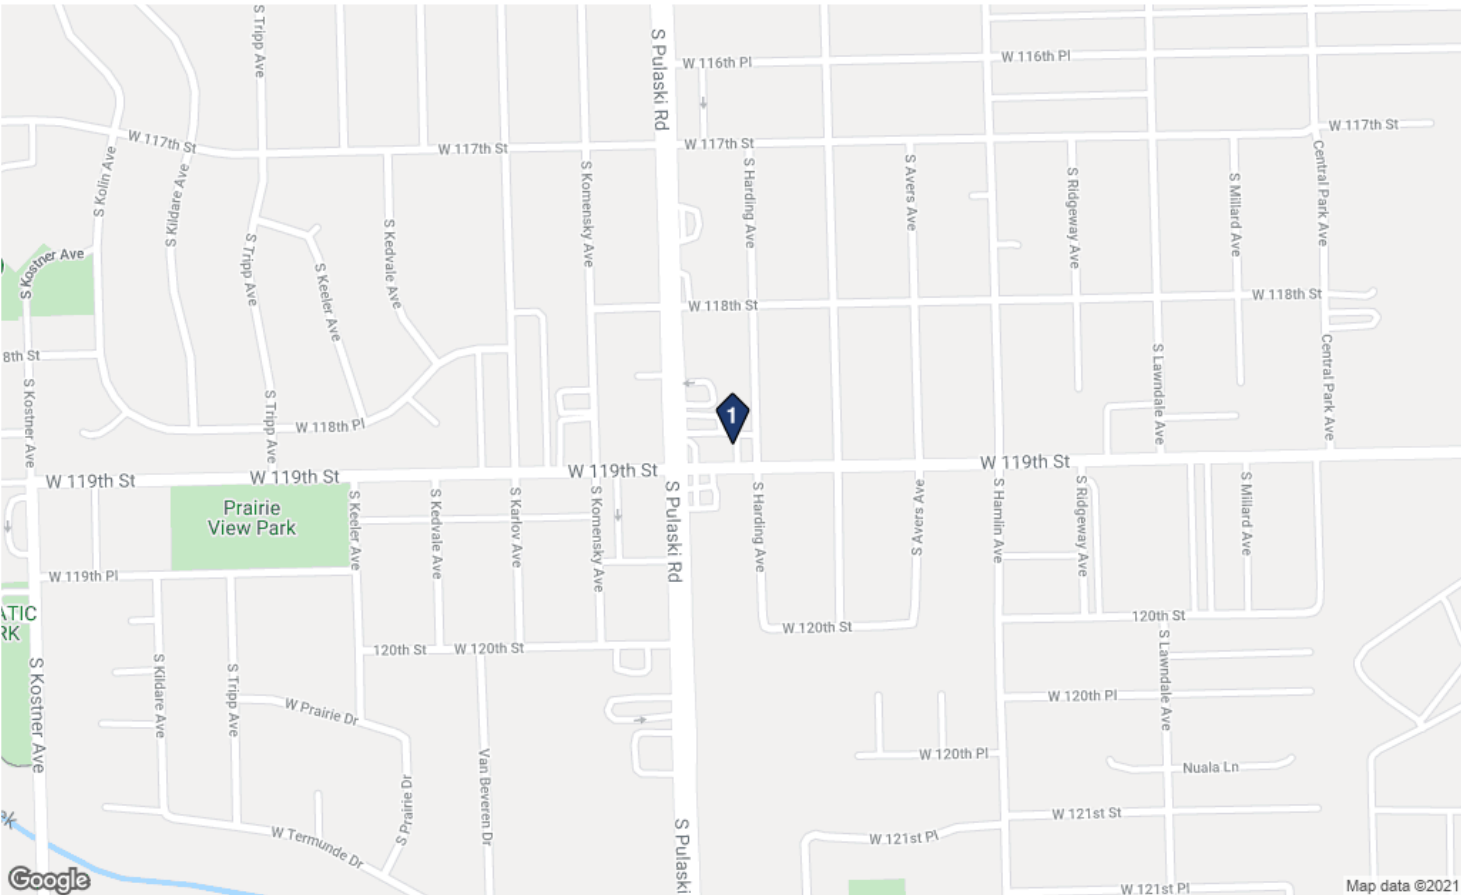 S Tripp Ave
S Pulaski Rd
W 116th Pl
W 116th Pl
W 117th St
W 117th St
W 117th St
W 117th St
S Kolin Ave
S Kildare Ave
S Komensky Ave
S Harding Ave
S Avers Ave
S Ridgeway Ave
S Millard Ave
Central Park Ave
S Kostner Ave
S Tripp Ave
S Keeler Ave
S Kedvale Ave
W 118th St
W 118th St
8th St
S Kostner Ave
S Tripp Ave
W 118th Pl
S Lawndale Ave
Central Park Ave
1
W 119th St
W 119th St
W 119th St
W 119th St
Prairie
View Park
S Keeler Ave
S Kedvale Ave
S Karlov Ave
S Komensky Ave
S Pulaski Rd
S Harding Ave
S Avers Ave
S Hamlin Ave
S Ridgeway Ave
S Millard Ave
W 119th Pl
ATIC
RK
120th St
W 120th St
W 120th St
120th St
S Kostner Ave
S Kildare Ave
S Tripp Ave
W Prairie Dr
S Lawndale Ave
W 120th Pl
W 120th Pl
Nuala Ln
S Prairie Dr
Van Beveren Dr
W Termunde Dr
S Pulaski
W 121st St
W 121st Pl
W 121st Pl
ek
Google
Map data ©2021